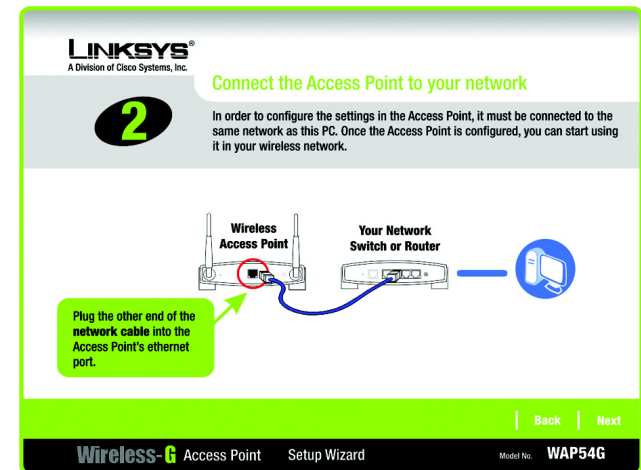 LINKSYS®
A Division of Cisco Systems, Inc.
Connect the Access Point to your network
2
In order to configure the settings in the Access Point, it must be connected to the
same network as this PC. Once the Access Point is configured, you can start using
it in your wireless network.
Wireless
Access Point
Your Network
Switch or Router
Plug the other end of the
network cable into the
Access Point's ethernet
port.
Back
Next
Wireless-G Access Point Setup Wizard
Model No. WAP54G